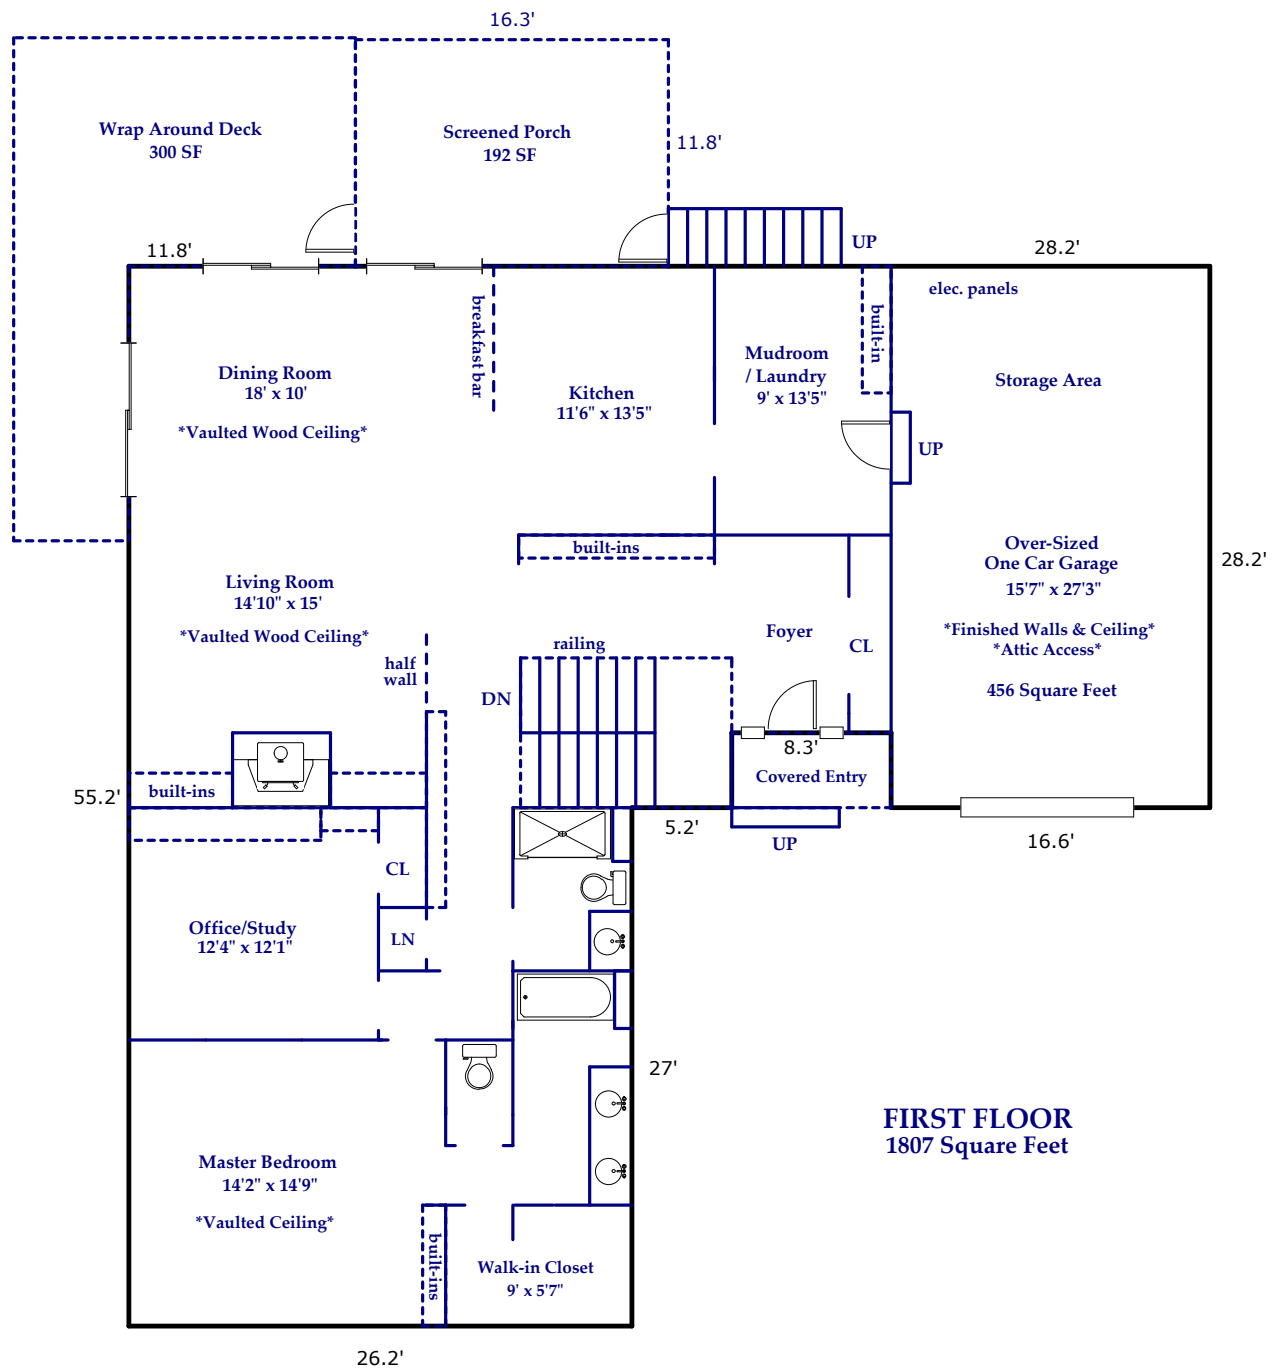 16.3'
Wrap Around Deck
300 SF
Screened Porch
192 SF
11.8'
11.8'
UP
28.2'
elec. panels
breakfast bar
built-in
Dining Room
18' x 10'
*Vaulted Wood Ceiling*
Kitchen
11'6" x 13'5"
Mudroom
/ Laundry
9' x 13'5"
Storage Area
UP
built-ins
Over-Sized
One Car Garage
15'7" x 27'3"
*Finished Walls & Ceiling*
*Attic Access*
456 Square Feet
28.2'
Living Room
14'10" x 15'
*Vaulted Wood Ceiling*
half
wall
railing
Foyer
CL
DN
8.3'
Covered Entry
built-ins
55.2'
5.2'
UP
16.6'
CL
Office/Study
12'4" x 12'1"
LN
27'
FIRST FLOOR
1807 Square Feet
Master Bedroom
14'2" x 14'9"
*Vaulted Ceiling*
built-ins
Walk-in Closet
9' x 5'7"
26.2'